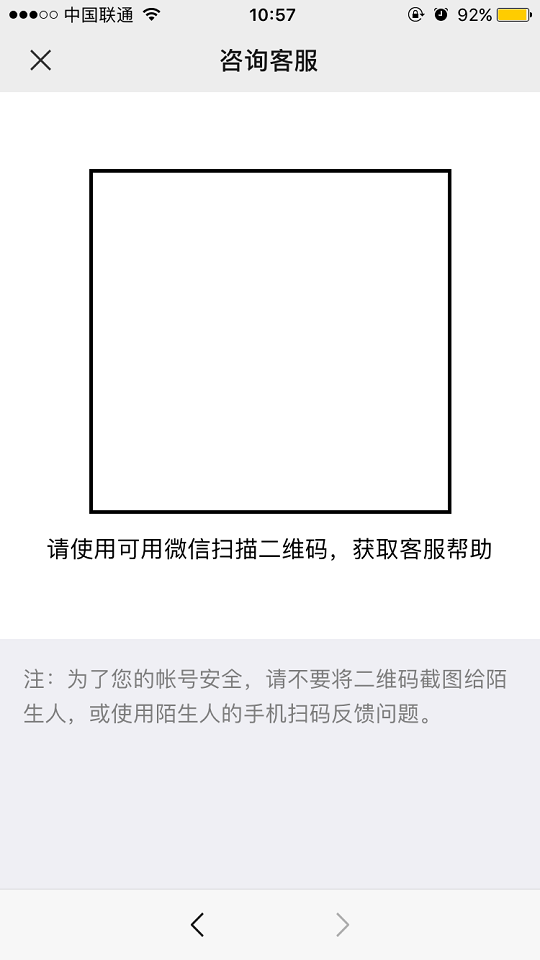 中国联通 10:57 92%
咨询客服
请使用可用微信扫描二维码，获取客服帮助
注：为了您的帐号安全，请不要将二维码截图给陌
生人，或使用陌生人的手机扫码反馈问题。